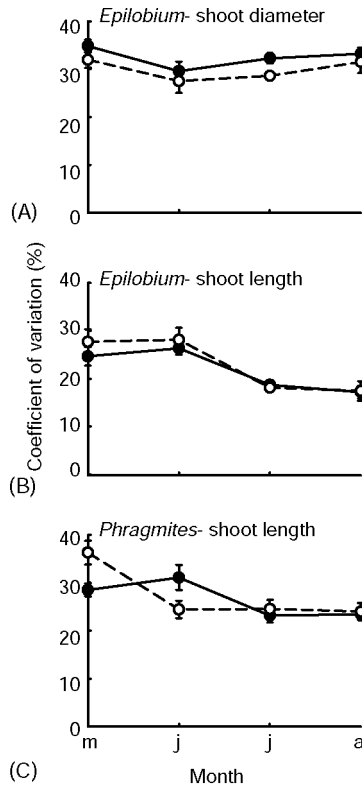 Epilobium- shoot diameter
40
30
20
10
0
(A)
Coefficient of variation (%)
Epilobium- shoot length
40
30
20
10
0
(B)
Phragmites- shoot length
40
30
20
10
0
m j j a
(C)
Month